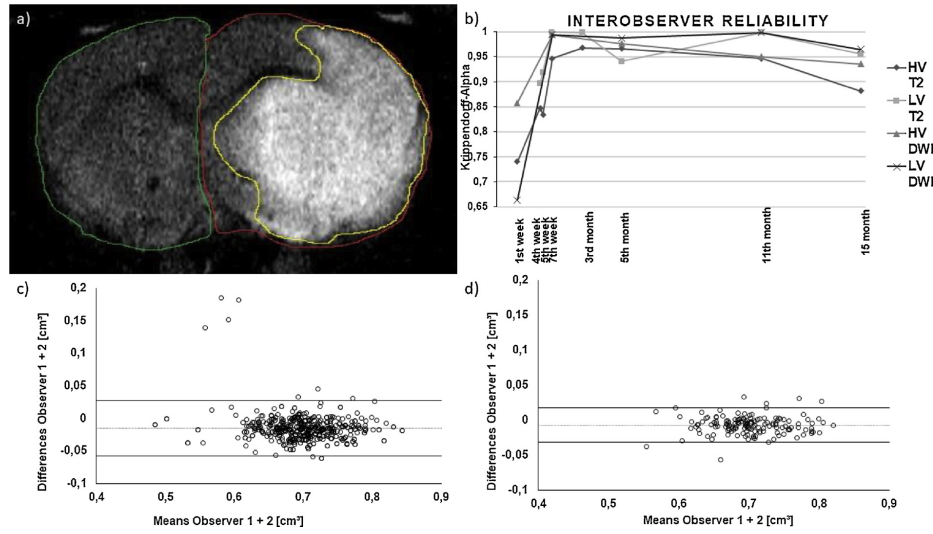 a)
b)
INTEROBSERVER RELIABILITY
Krippendorff-Alpha
1
0,95
0,9
0,85
0,8
0,75
0,7
0,65
1st week
4th week
5th week
7th week
3rd month
5th month
11th month
15 month
HV
T2
LV
T2
HV
DWI
LV
DWI
c)
Differences Observer 1 + 2 [cm³]
0,2
0,15
0,1
0,05
0
-0,05
-0,1
0,4 0,5 0,6 0,7 0,8 0,9
Means Observer 1 + 2 [cm³]
d)
Differences Observer 1 + 2 [cm³]
0,2
0,15
0,1
0,05
0
-0,05
-0,1
0,4 0,5 0,6 0,7 0,8 0,9
Means Observer 1 + 2 [cm³]